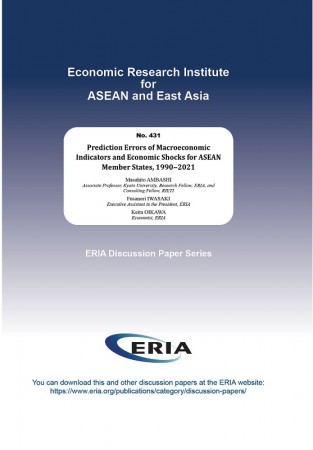 Economic Research Institute
for
ASEAN and East Asia
No. 431
Prediction Errors of Macroeconomic
Indicators and Economic Shocks for ASEAN
Member States, 1990–2021
Masahito AMBASHI
Associate Professor, Kyoto University, Research Fellow, ERIA, and
Consulting Fellow, RIETI
Fusanori IWASAKI
Executive Assistant to the President, ERIA
Keita OIKAWA
Economist, ERIA
ERIA Discussion Paper Series
ERIA
You can download this and other discussion papers at the ERIA website:
https://www.eria.org/publications/category/discussion-papers/